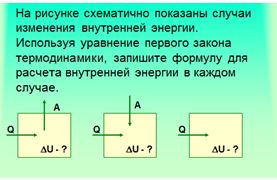 На рисунке схематично показаны случаи
изменения внутренней энергии.
Используя уравнение первого закона
термодинамики, запишите формулу для
расчета внутренней энергии в каждом
случае.
A A
Q Q Q
ΔU - ? ΔU - ? ΔU - ?